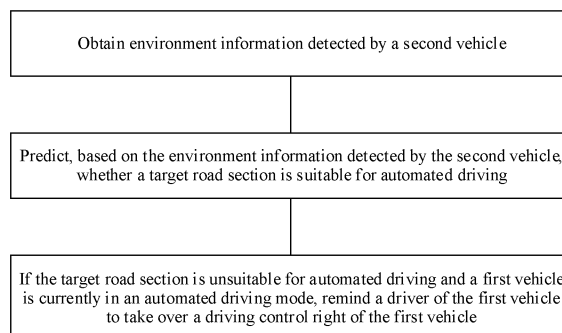 Obtain environment information detected by a second vehicle
Predict, based on the environment information detected by the second vehicle,
whether a target road section is suitable for automated driving
If the target road section is unsuitable for automated driving and a first vehicle
is currently in an automated driving mode, remind a driver of the first vehicle
to take over a driving control right of the first vehicle